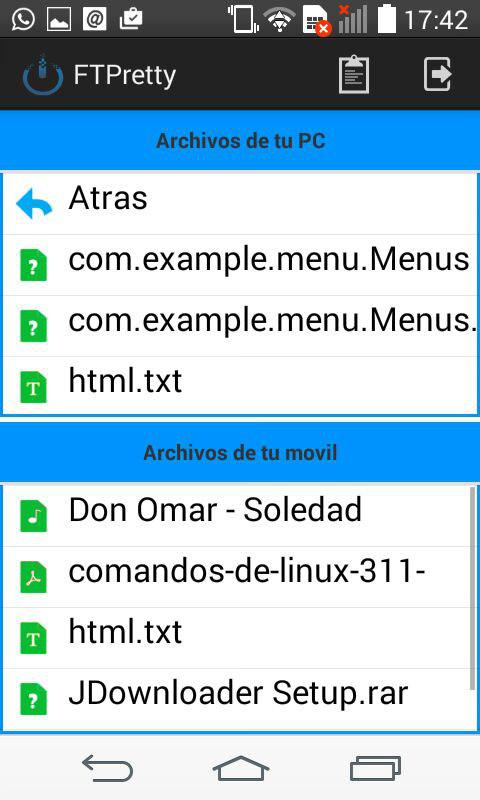 17:42
FTPretty
Archivos de tu PC
Atras
com.example.menu.Menus
com.example.menu.Menus.
html.txt
Archivos de tu movil
Don Omar - Soledad
comandos-de-linux-311-
html.txt
JDownloader Setup.rar